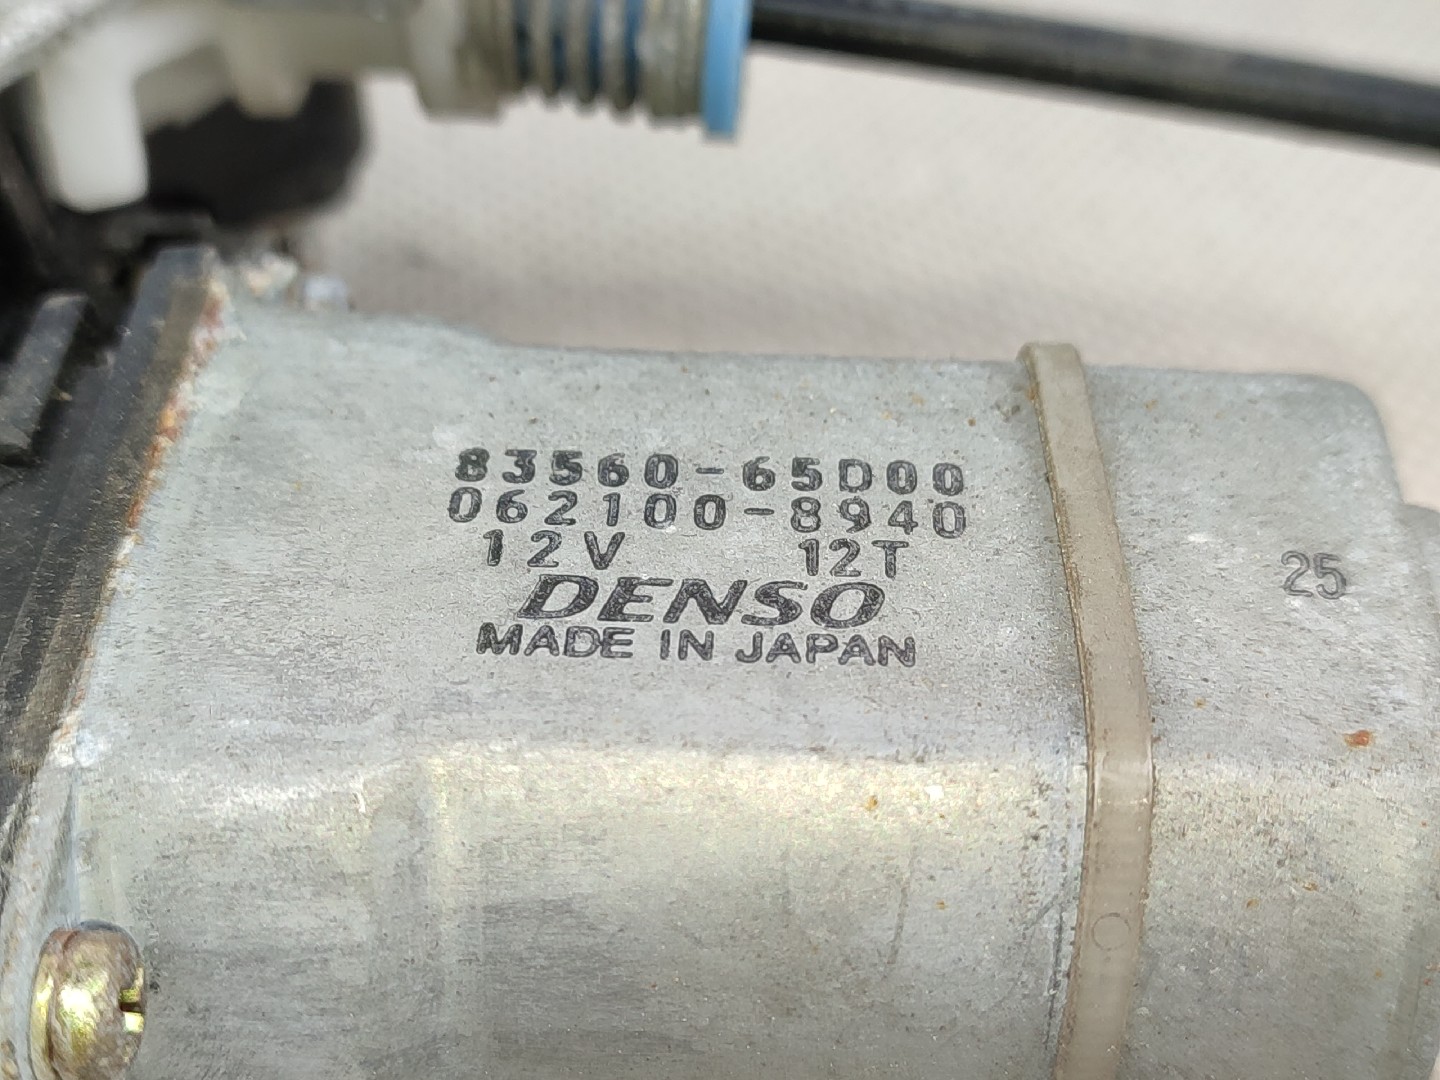 83560-65D00
062100-8940
12V 12T
DENSO
MADE IN JAPAN
25